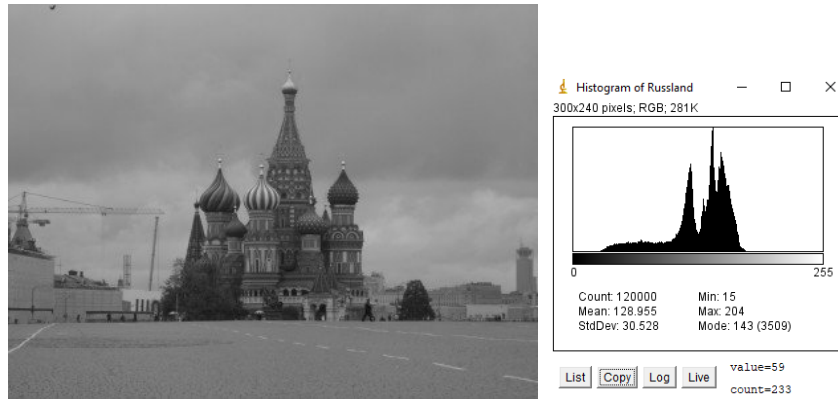 Histogram of Russland
300x240 pixels; RGB; 281K
0 255
Count: 120000 Min: 15
Mean: 128.955 Max: 204
StdDev: 30.528 Mode: 143 (3509)
List Copy Log Live value=59
count=233